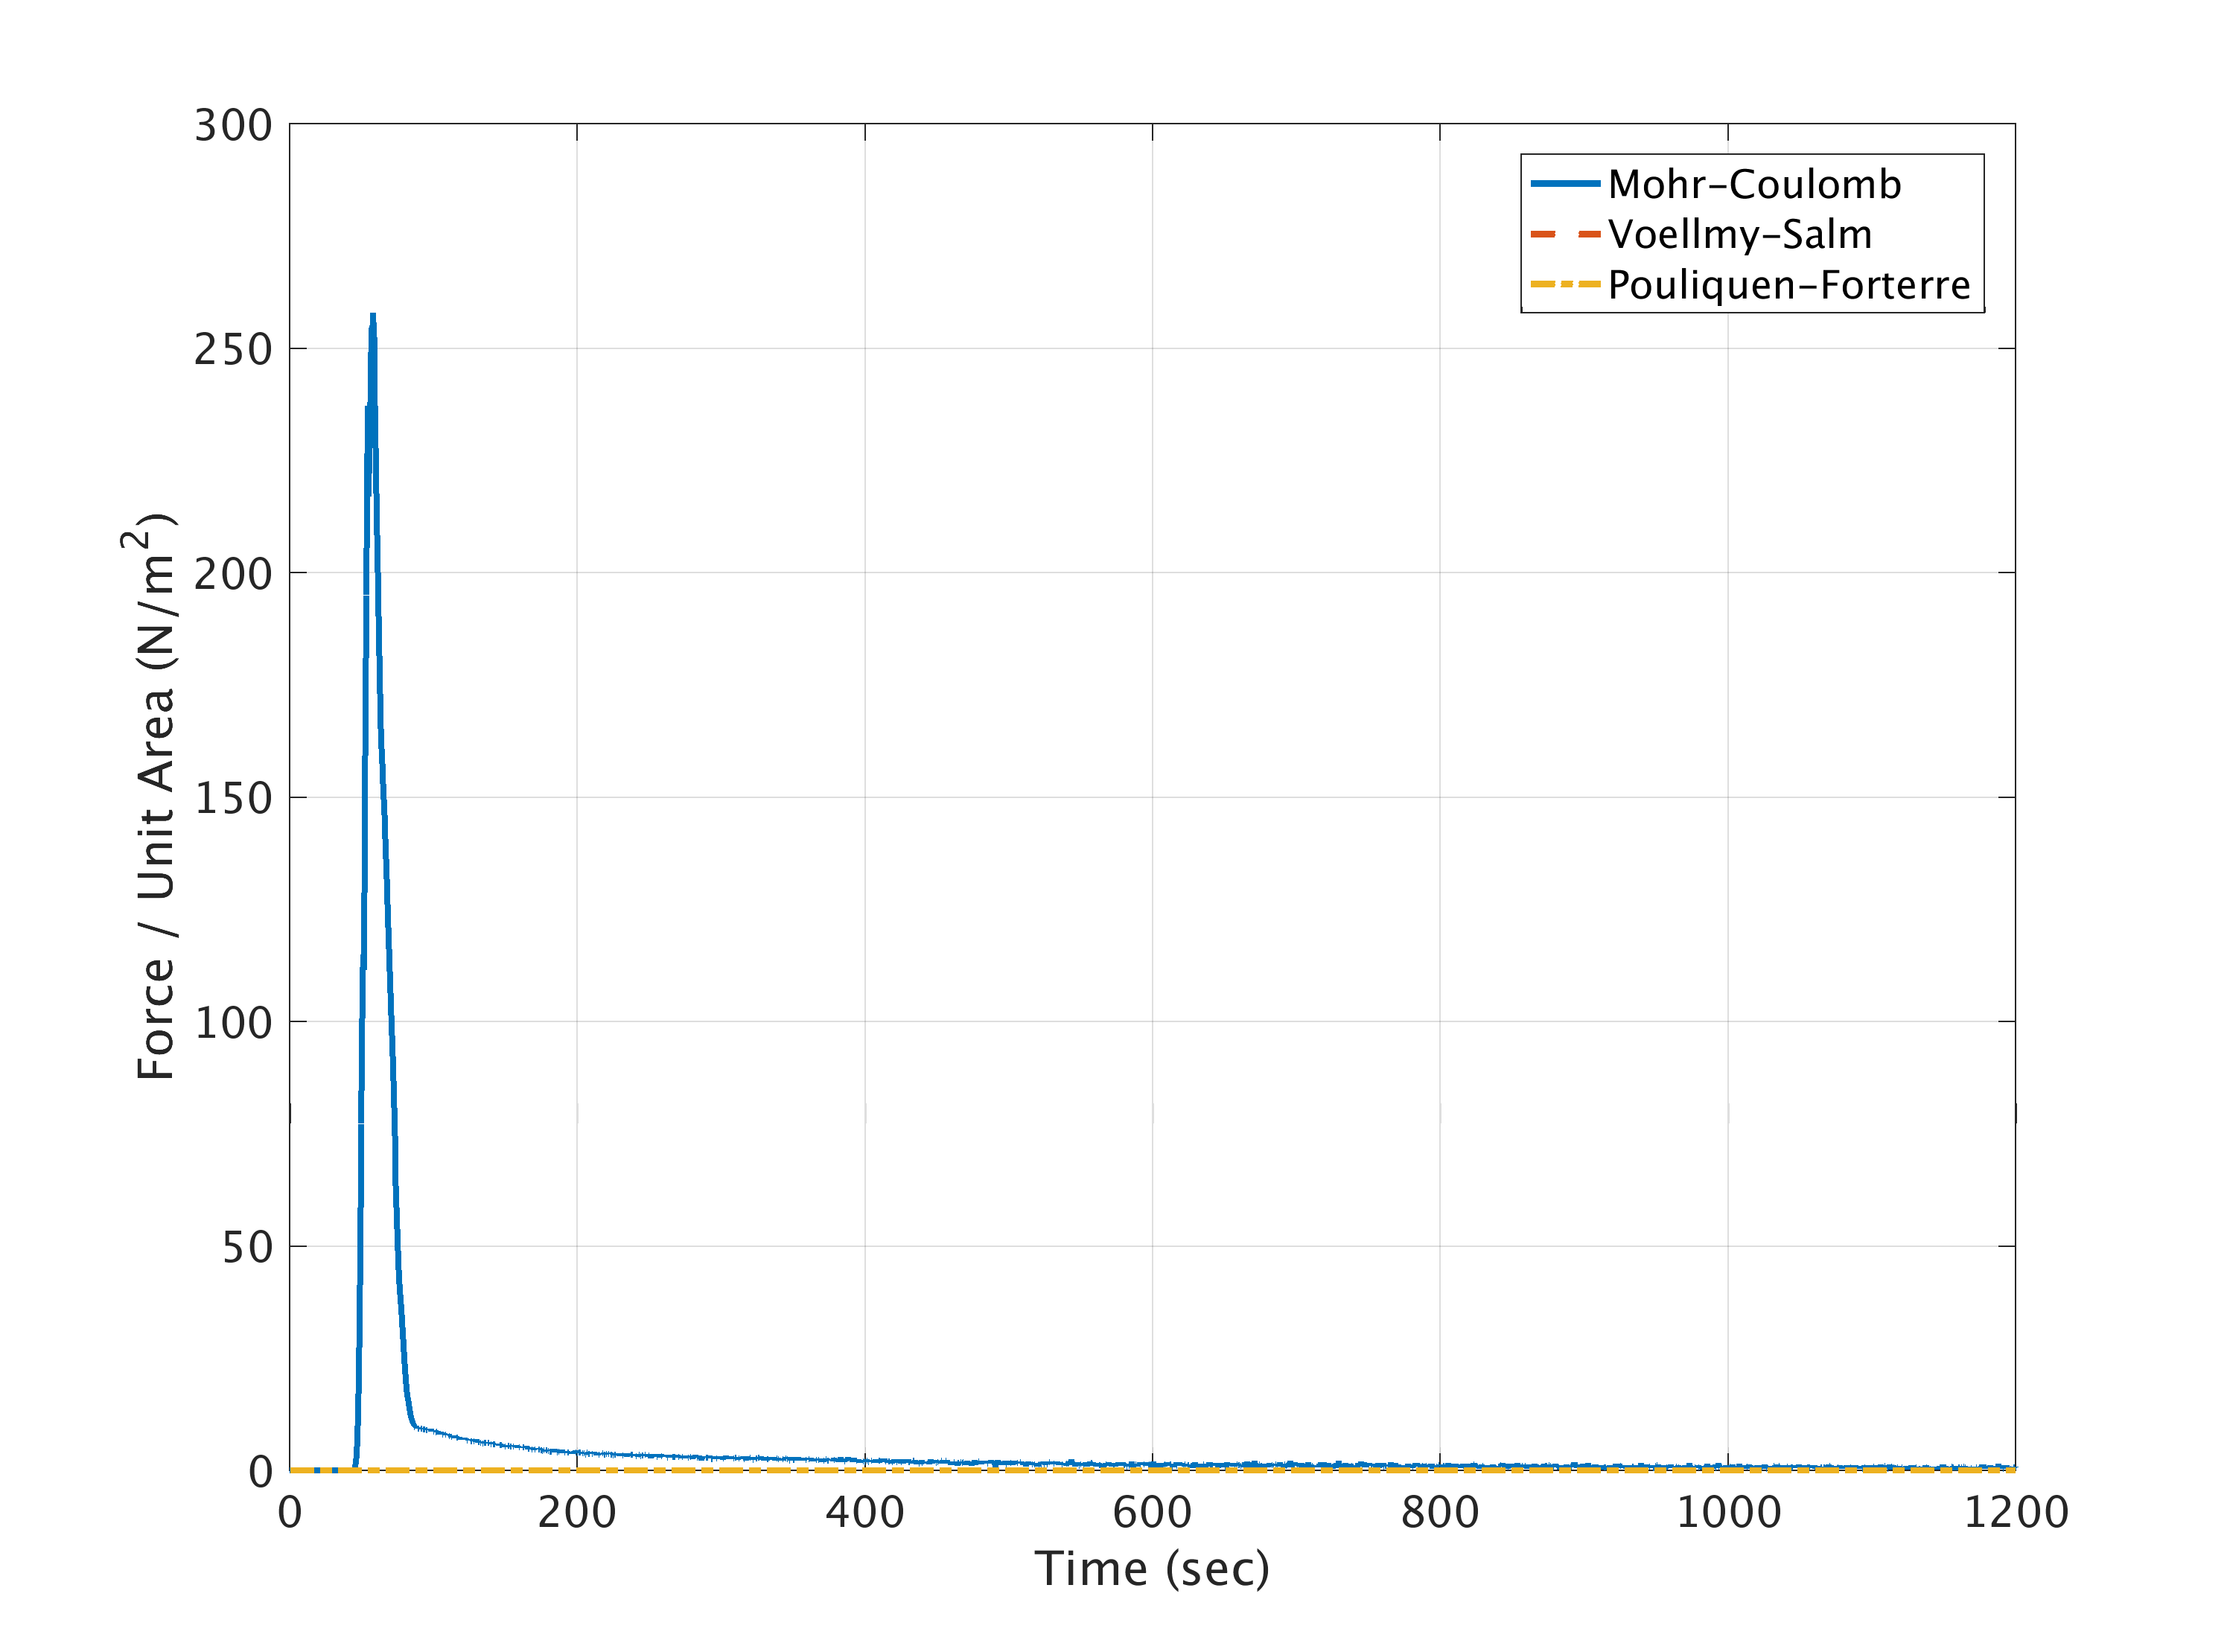 300
250
200
150
100
50
0
Force / Unit Area (N/m²)
Mohr-Coulomb
Voellmy-Salm
Pouliquen-Forterre
0 200 400 600 800 1000 1200
Time (sec)